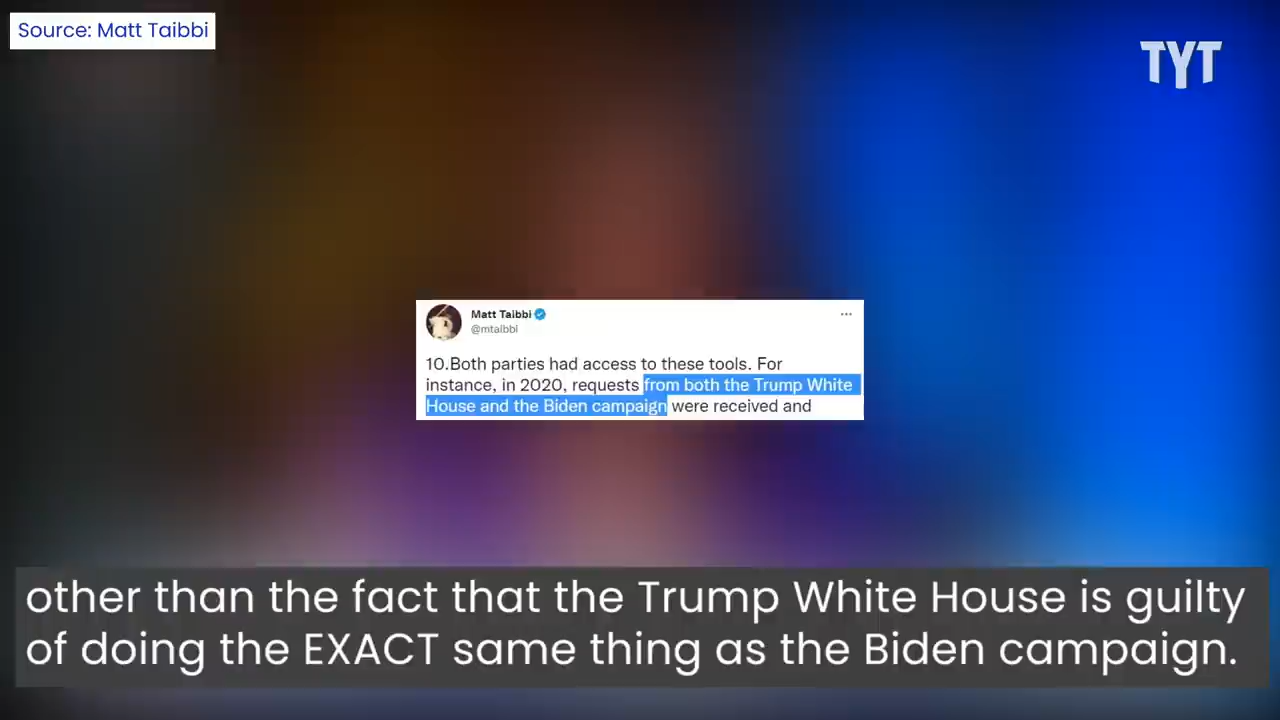 Source: Matt Taibbi
TYT
Matt Taibbi
@mtaibbi
10.Both parties had access to these tools. For
instance, in 2020, requests from both the Trump White
House and the Biden campaign were received and
other than the fact that the Trump White House is guilty
of doing the EXACT same thing as the Biden campaign.